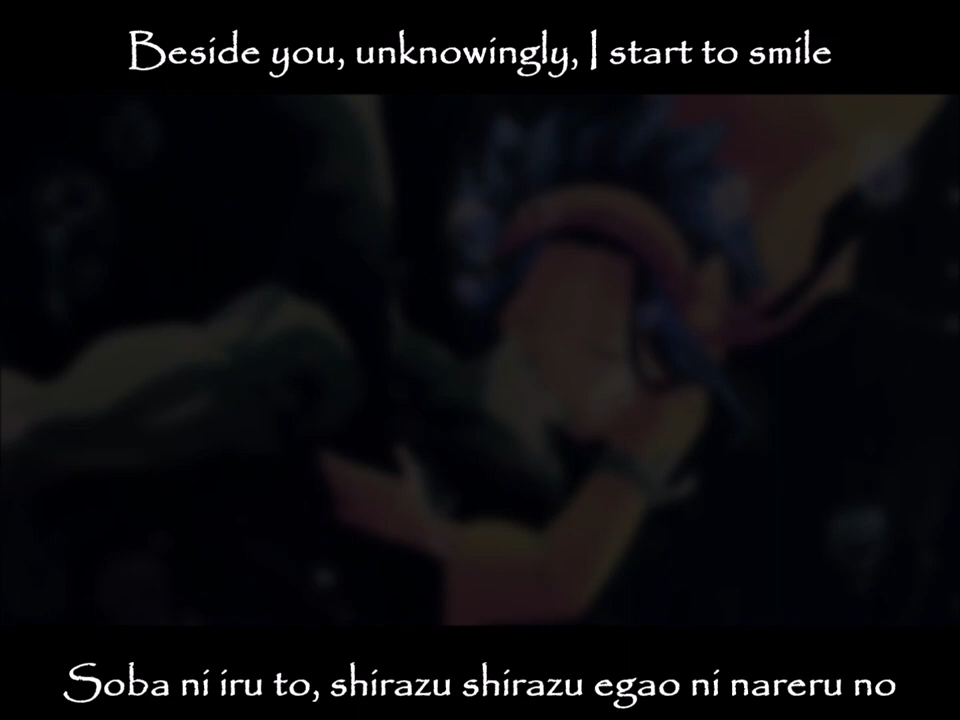 Beside you, unknowingly, I start to smile
Soba ni iru to, shirazu shirazu egao ni nareru no